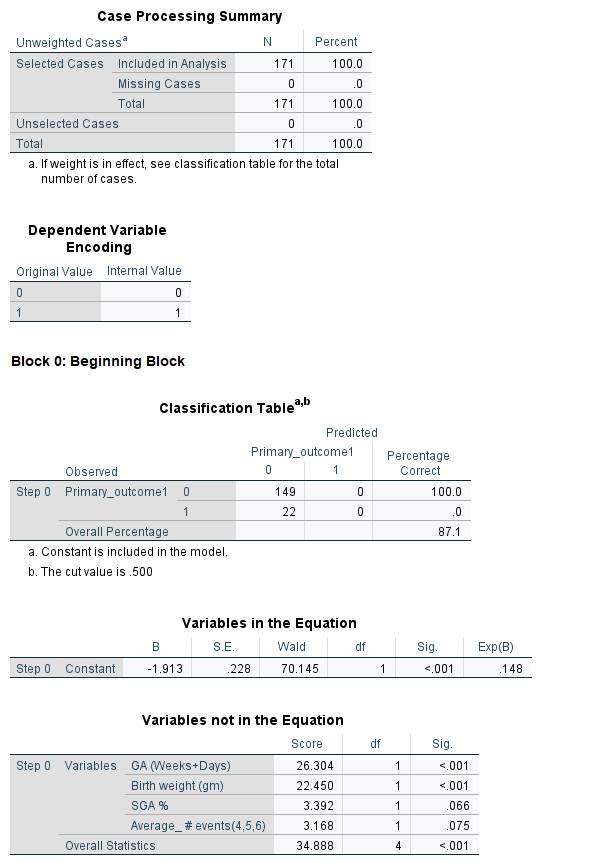 Case Processing Summary
Unweighted Cases^a N Percent
Selected Cases Included in Analysis 171 100.0
Missing Cases 0 .0
Total 171 100.0
Unselected Cases 0 .0
Total 171 100.0
a. If weight is in effect, see classification table for the total
number of cases.
Dependent Variable
Encoding
Original Value Internal Value
0 0
1 1
Block 0: Beginning Block
Classification Table^a,b
Predicted
Primary_outcome1 Percentage
Observed 0 1 Correct
Step 0 Primary_outcome1 0 149 0 100.0
1 22 0 .0
Overall Percentage 87.1
a. Constant is included in the model.
b. The cut value is .500
Variables in the Equation
B S.E. Wald df Sig. Exp(B)
Step 0 Constant -1.913 .228 70.145 1 <.001 .148
Variables not in the Equation
Score df Sig.
Step 0 Variables GA (Weeks+Days) 26.304 1 <.001
Birth weight (gm) 22.450 1 <.001
SGA % 3.392 1 .066
Average_ # events(4,5,6) 3.168 1 .075
Overall Statistics 34.888 4 <.001